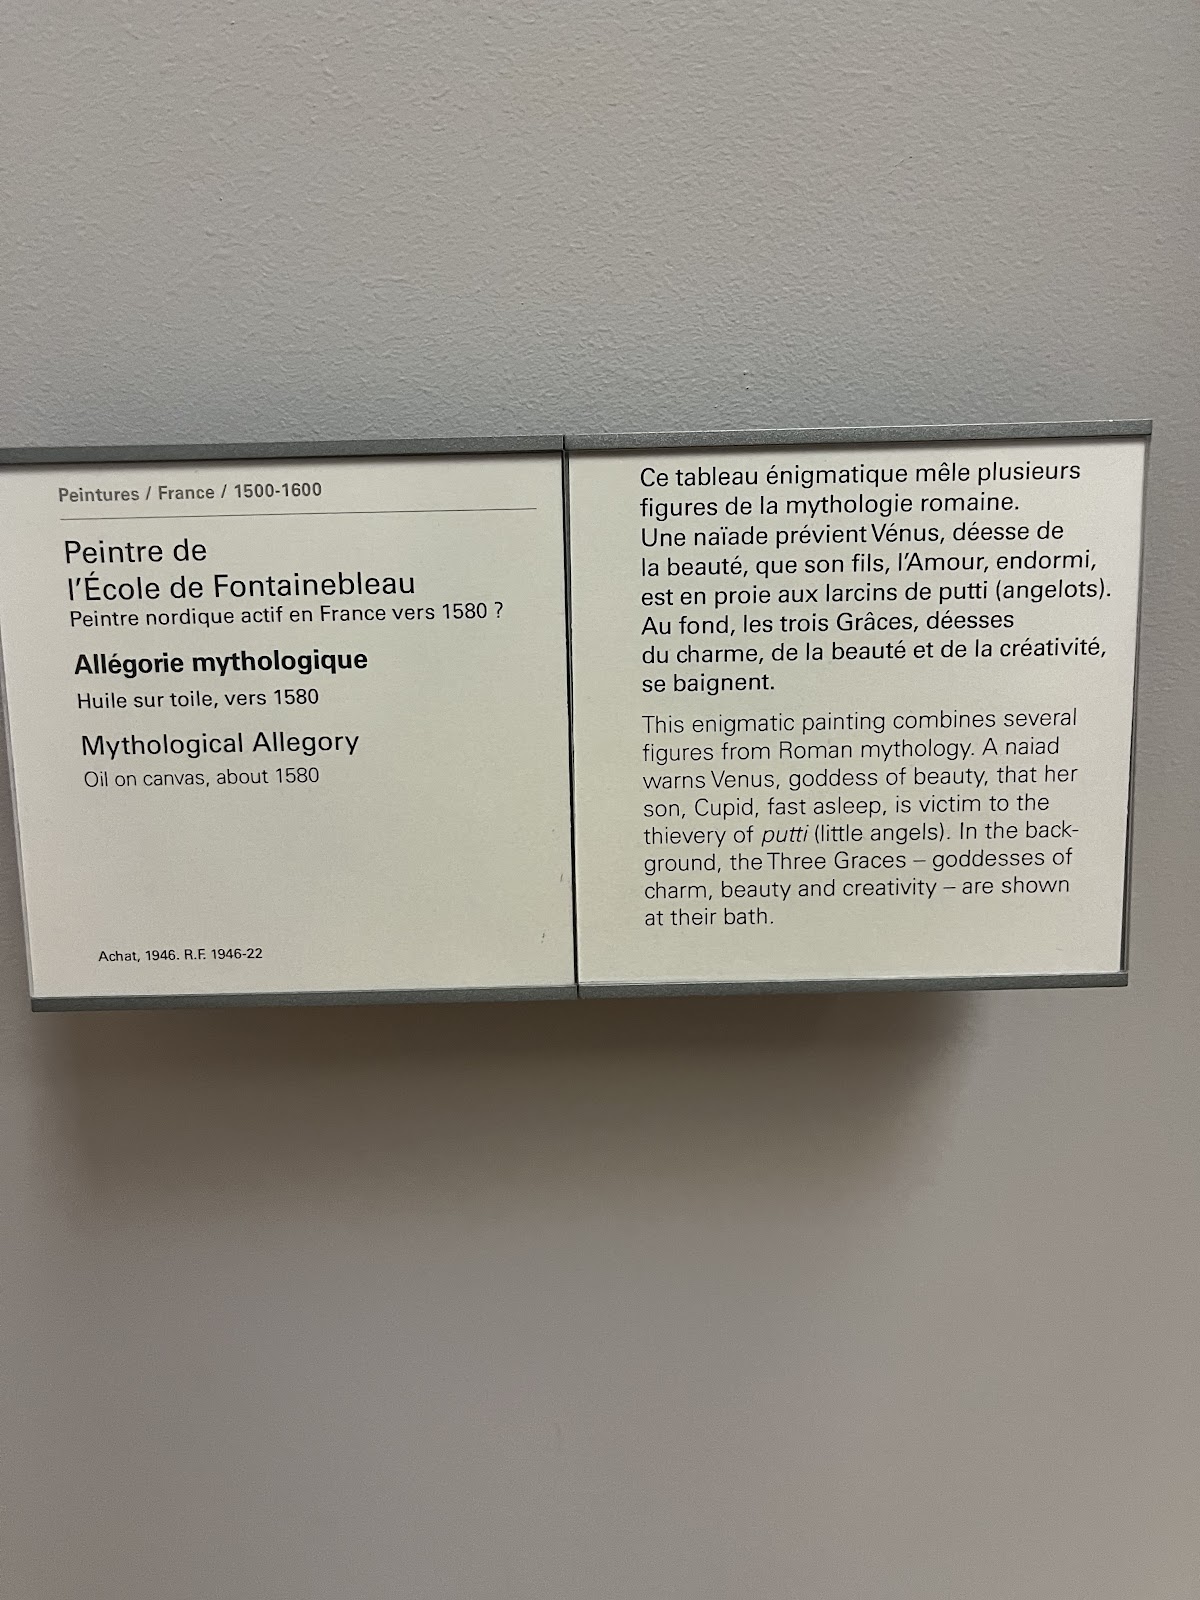 Peintures / France / 1500-1600
Peintre de
l'École de Fontainebleau
Peintre nordique actif en France vers 1580 ?
Allégorie mythologique
Huile sur toile, vers 1580
Mythological Allegory
Oil on canvas, about 1580
Achat, 1946. R.F. 1946-22
Ce tableau énigmatique mêle plusieurs
figures de la mythologie romaine.
Une naïade prévient Vénus, déesse de
la beauté, que son fils, l'Amour, endormi,
est en proie aux larcins de putti (angelots).
Au fond, les trois Grâces, déesses
du charme, de la beauté et de la créativité,
se baignent.
This enigmatic painting combines several
figures from Roman mythology. A naiad
warns Venus, goddess of beauty, that her
son, Cupid, fast asleep, is victim to the
thievery of putti (little angels). In the back-
ground, the Three Graces – goddesses of
charm, beauty and creativity – are shown
at their bath.